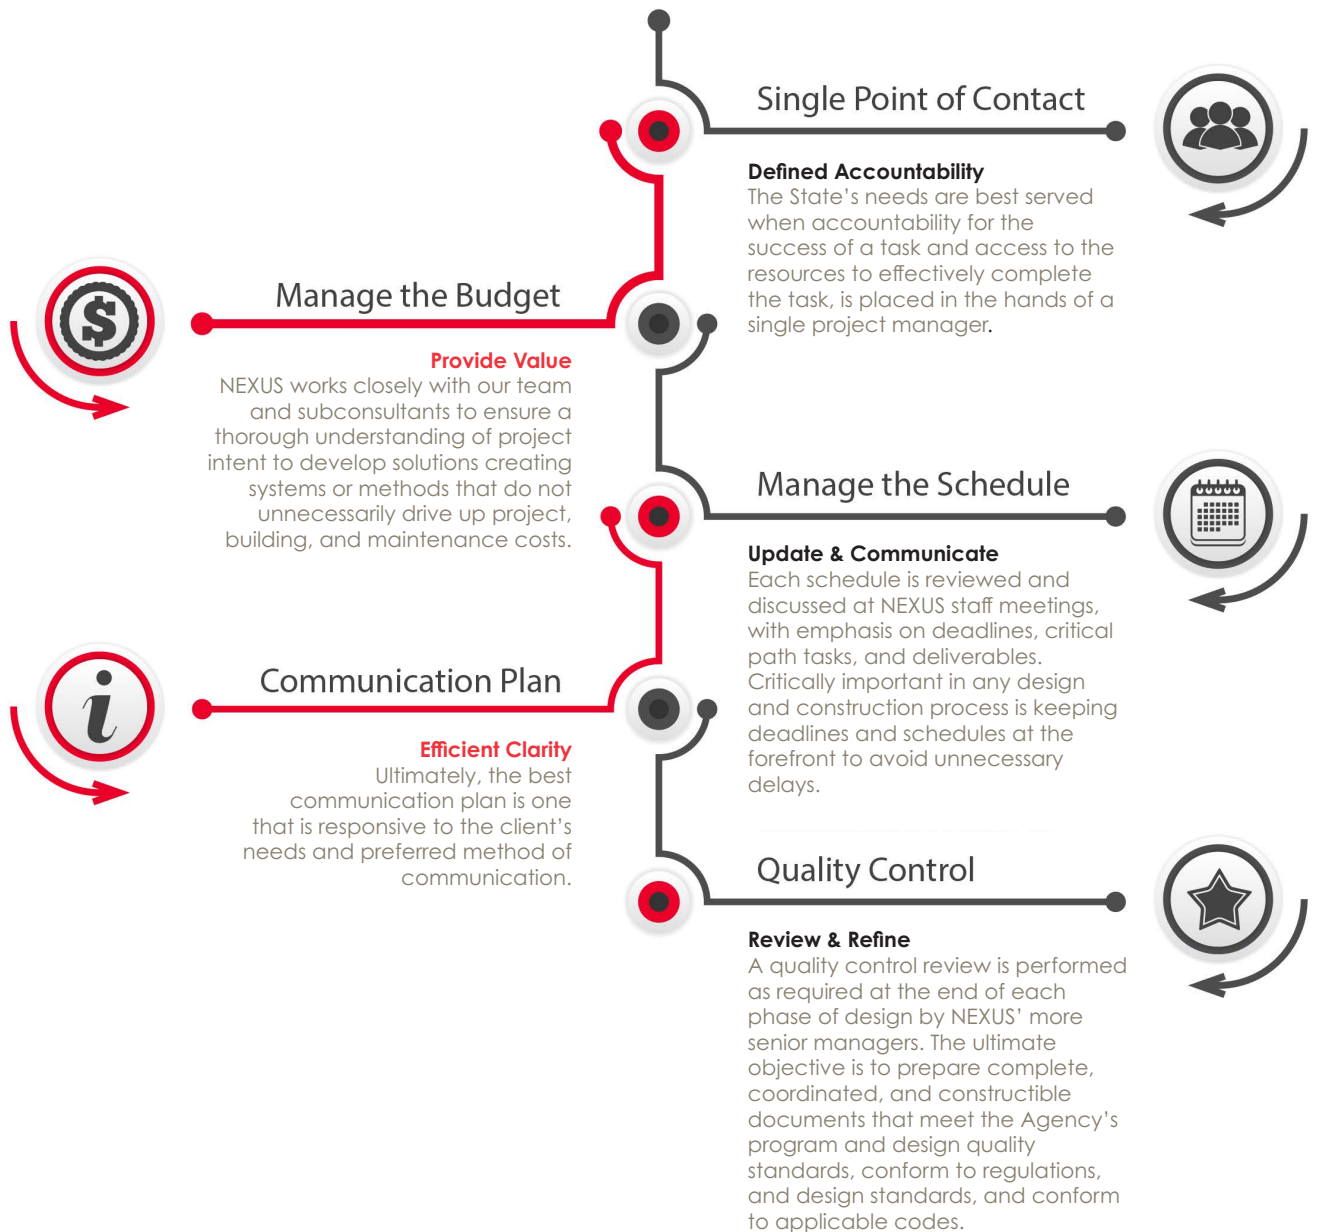 Single Point of Contact
Defined Accountability
The State’s needs are best served
when accountability for the
success of a task and access to the
resources to effectively complete
the task, is placed in the hands of a
single project manager.
Manage the Budget
Provide Value
NEXUS works closely with our team
and subconsultants to ensure a
thorough understanding of project
intent to develop solutions creating
systems or methods that do not
unnecessarily drive up project,
building, and maintenance costs.
Manage the Schedule
Update & Communicate
Each schedule is reviewed and
discussed at NEXUS staff meetings,
with emphasis on deadlines, critical
path tasks, and deliverables.
Critically important in any design
and construction process is keeping
deadlines and schedules at the
forefront to avoid unnecessary
delays.
Communication Plan
Efficient Clarity
Ultimately, the best
communication plan is one
that is responsive to the client’s
needs and preferred method of
communication.
Quality Control
Review & Refine
A quality control review is performed
as required at the end of each
phase of design by NEXUS’ more
senior managers. The ultimate
objective is to prepare complete,
coordinated, and constructible
documents that meet the Agency’s
program and design quality
standards, conform to regulations,
and design standards, and conform
to applicable codes.
$
i